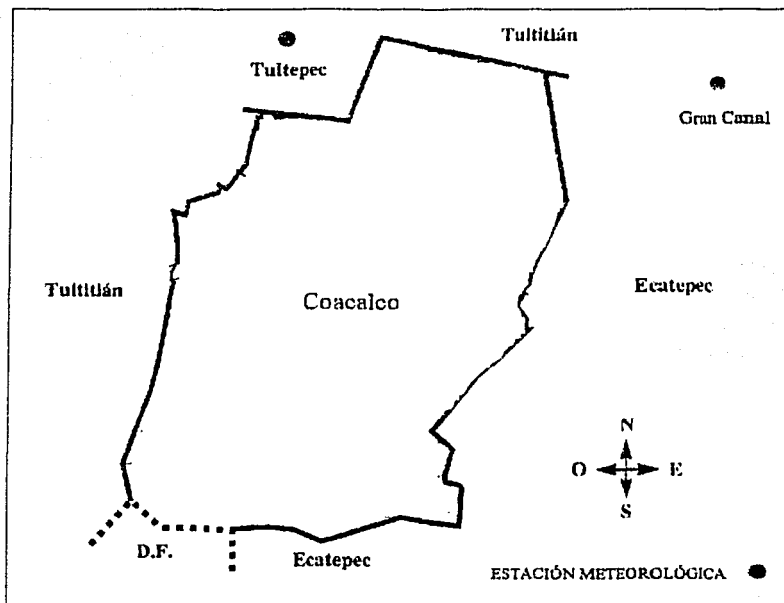 Tultitlán
Tultepec
Gran Canal
Tultitlán
Coacalco
Ecatepec
N
O
E
S
D.F.
Ecatepec
ESTACIÓN METEOROLÓGICA